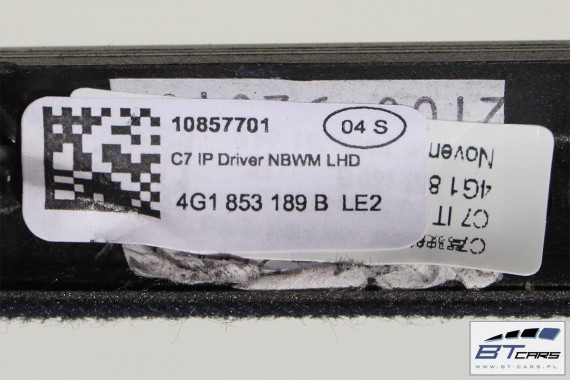 10857701
04 S
C7 IP Driver NBWM LHD
4G1 853 189 B LE2
Noven
4G1 8
C7 IT
BT CARS
WWW.BT-CARS.PL